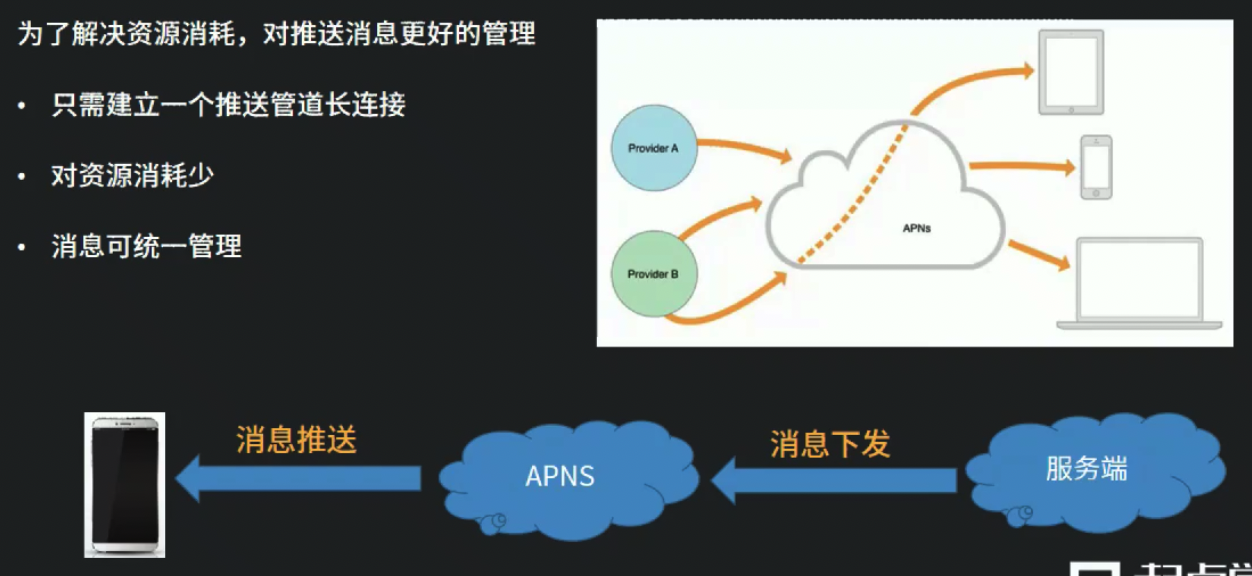 为了解决资源消耗，对推送消息更好的管理
• 只需建立一个推送管道长连接
• 对资源消耗少
• 消息可统一管理
Provider A
Provider B
APNs
消息推送
APNS
消息下发
服务端